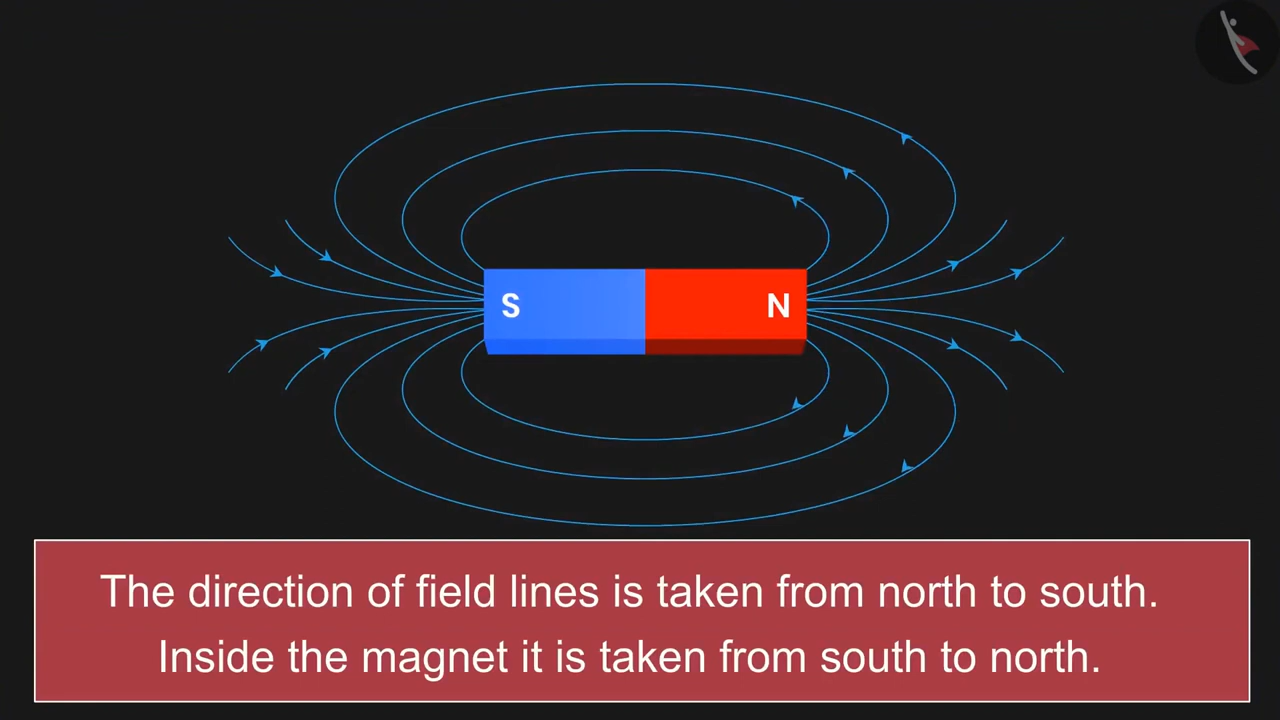 S N
The direction of field lines is taken from north to south.
Inside the magnet it is taken from south to north.